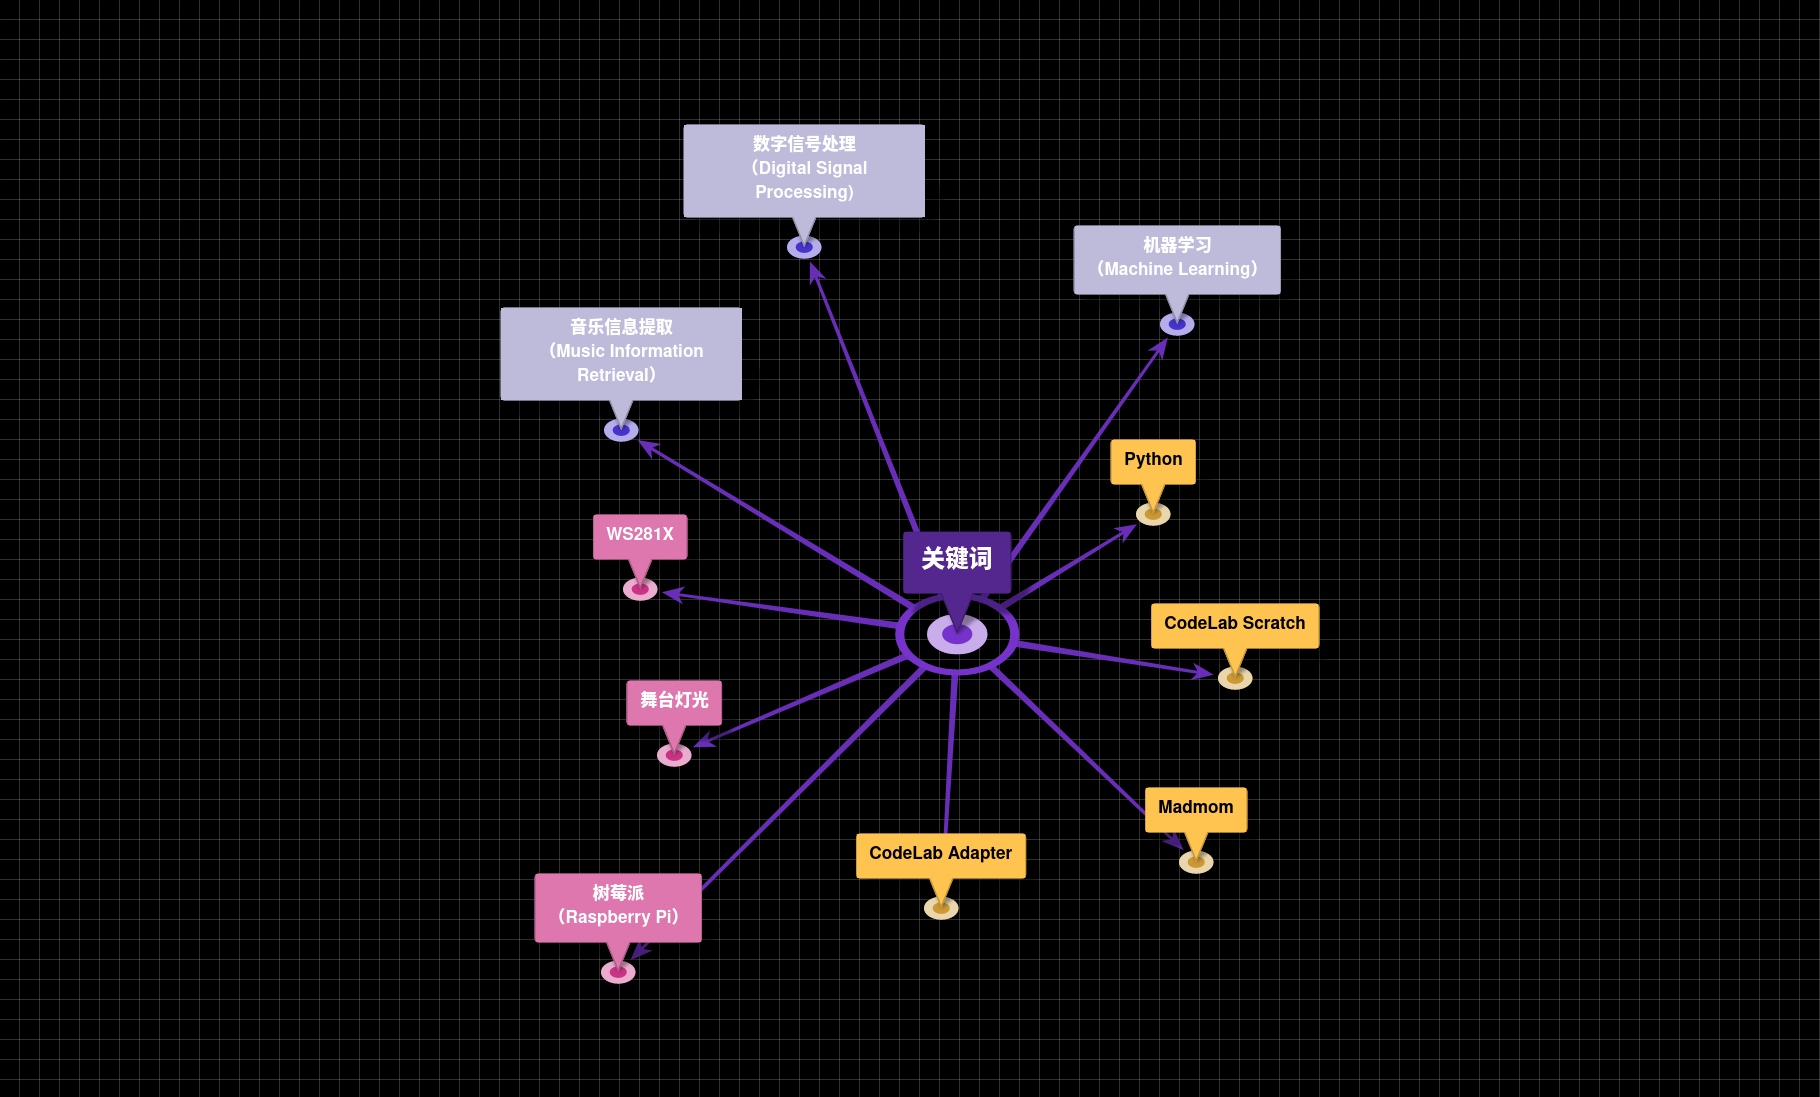 数字信号处理
（Digital Signal
Processing)
机器学习
（Machine Learning）
音乐信息提取
（Music Information
Retrieval）
Python
WS281X
关键词
CodeLab Scratch
舞台灯光
Madmom
CodeLab Adapter
树莓派
（Raspberry Pi）